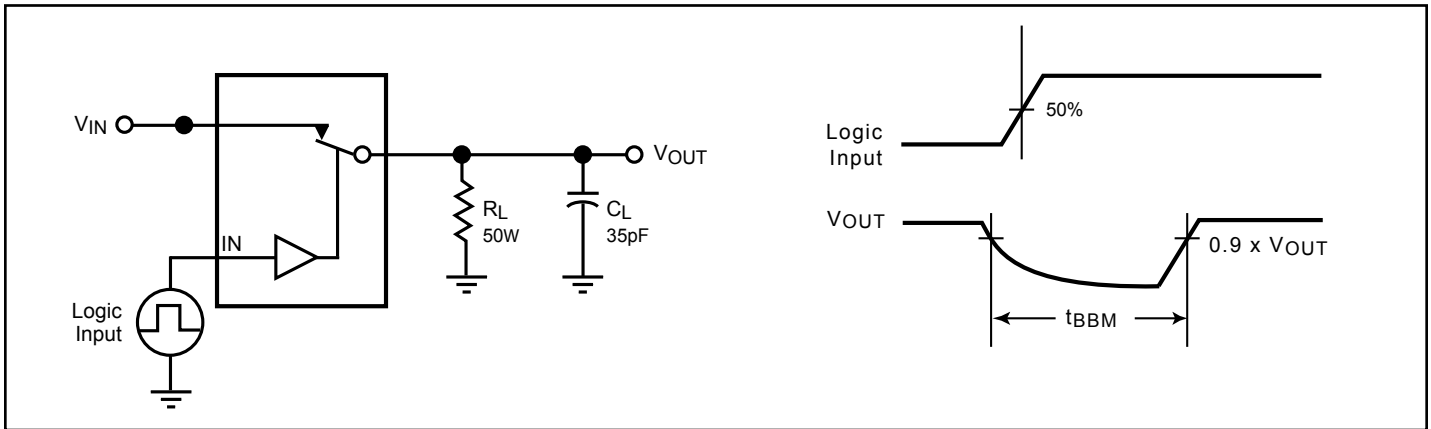 VIN
VOUT
RL
50W
CL
35pF
IN
Logic
Input
Logic
Input
50%
VOUT
0.9 x VOUT
tBBM